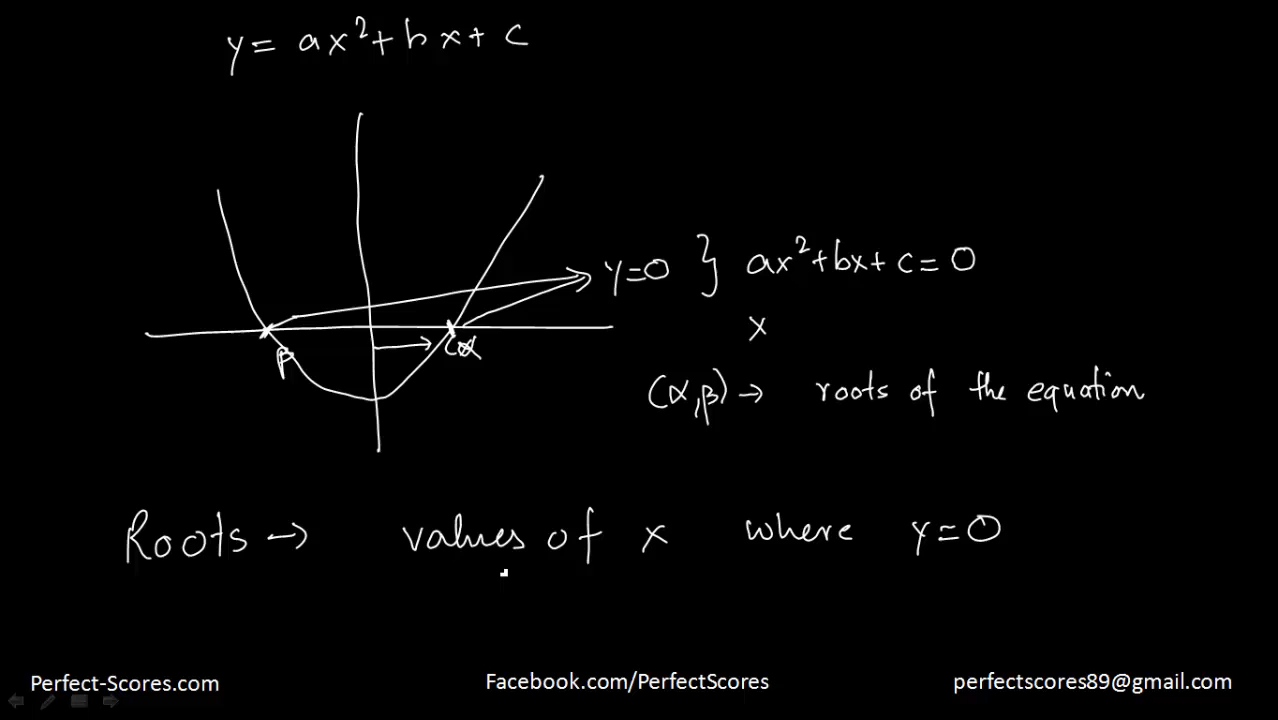 y = ax²+bx+c
y=0 } ax²+bx+c=0
x
β
α
(α,β) → roots of the equation
Roots → values of x where y=0
Perfect-Scores.com Facebook.com/PerfectScores perfectscores89@gmail.com